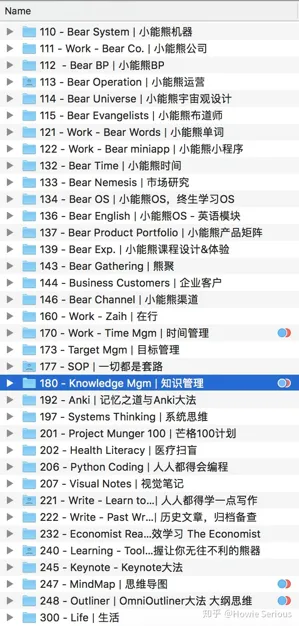 Name
110 - Bear System | 小能熊机器
111 - Work - Bear Co. | 小能熊公司
112  - Bear BP | 小能熊BP
113 - Bear Operation | 小能熊运营
114 - Bear Universe | 小能熊宇宙观设计
115 - Bear Evangelists | 小能熊布道师
121 - Work - Bear Words | 小能熊单词
122 - Work - Bear miniapp | 小能熊小程序
132 - Bear Time | 小能熊时间
133 - Bear Nemesis | 市场研究
134 - Bear OS | 小能熊OS，终生学习OS
136 - Bear English | 小能熊OS - 英语模块
137 - Bear Product Portfolio | 小能熊产品矩阵
139 - Bear Exp. | 小能熊课程设计&体验
143 - Bear Gathering | 熊聚
144 - Business Customers | 企业客户
146 - Bear Channel | 小能熊渠道
160 - Work - Zaih | 在行
170 - Work - Time Mgm | 时间管理
173 - Target Mgm | 目标管理
177 - SOP | 一切都是套路
180 - Knowledge Mgm | 知识管理
192 - Anki | 记忆之道与Anki大法
197 - Systems Thinking | 系统思维
201 - Project Munger 100 | 芒格100计划
202 - Health Literacy | 医疗扫盲
206 - Python Coding | 人人都得会编程
207 - Visual Notes | 视觉笔记
221 - Write - Learn to...| 人人都得学一点写作
222 - Write - Past Wr...| 历史文章，归档备查
232 - Economist Rea...效学习 The Economist
240 - Learning - Tool...握让你无往不利的熊器
245 - Keynote - Keynote大法
247 - MindMap | 思维导图
248 - Outliner | OmniOutliner大法 大纲思维
300 - Life | 生活
知乎 @Howie Serious